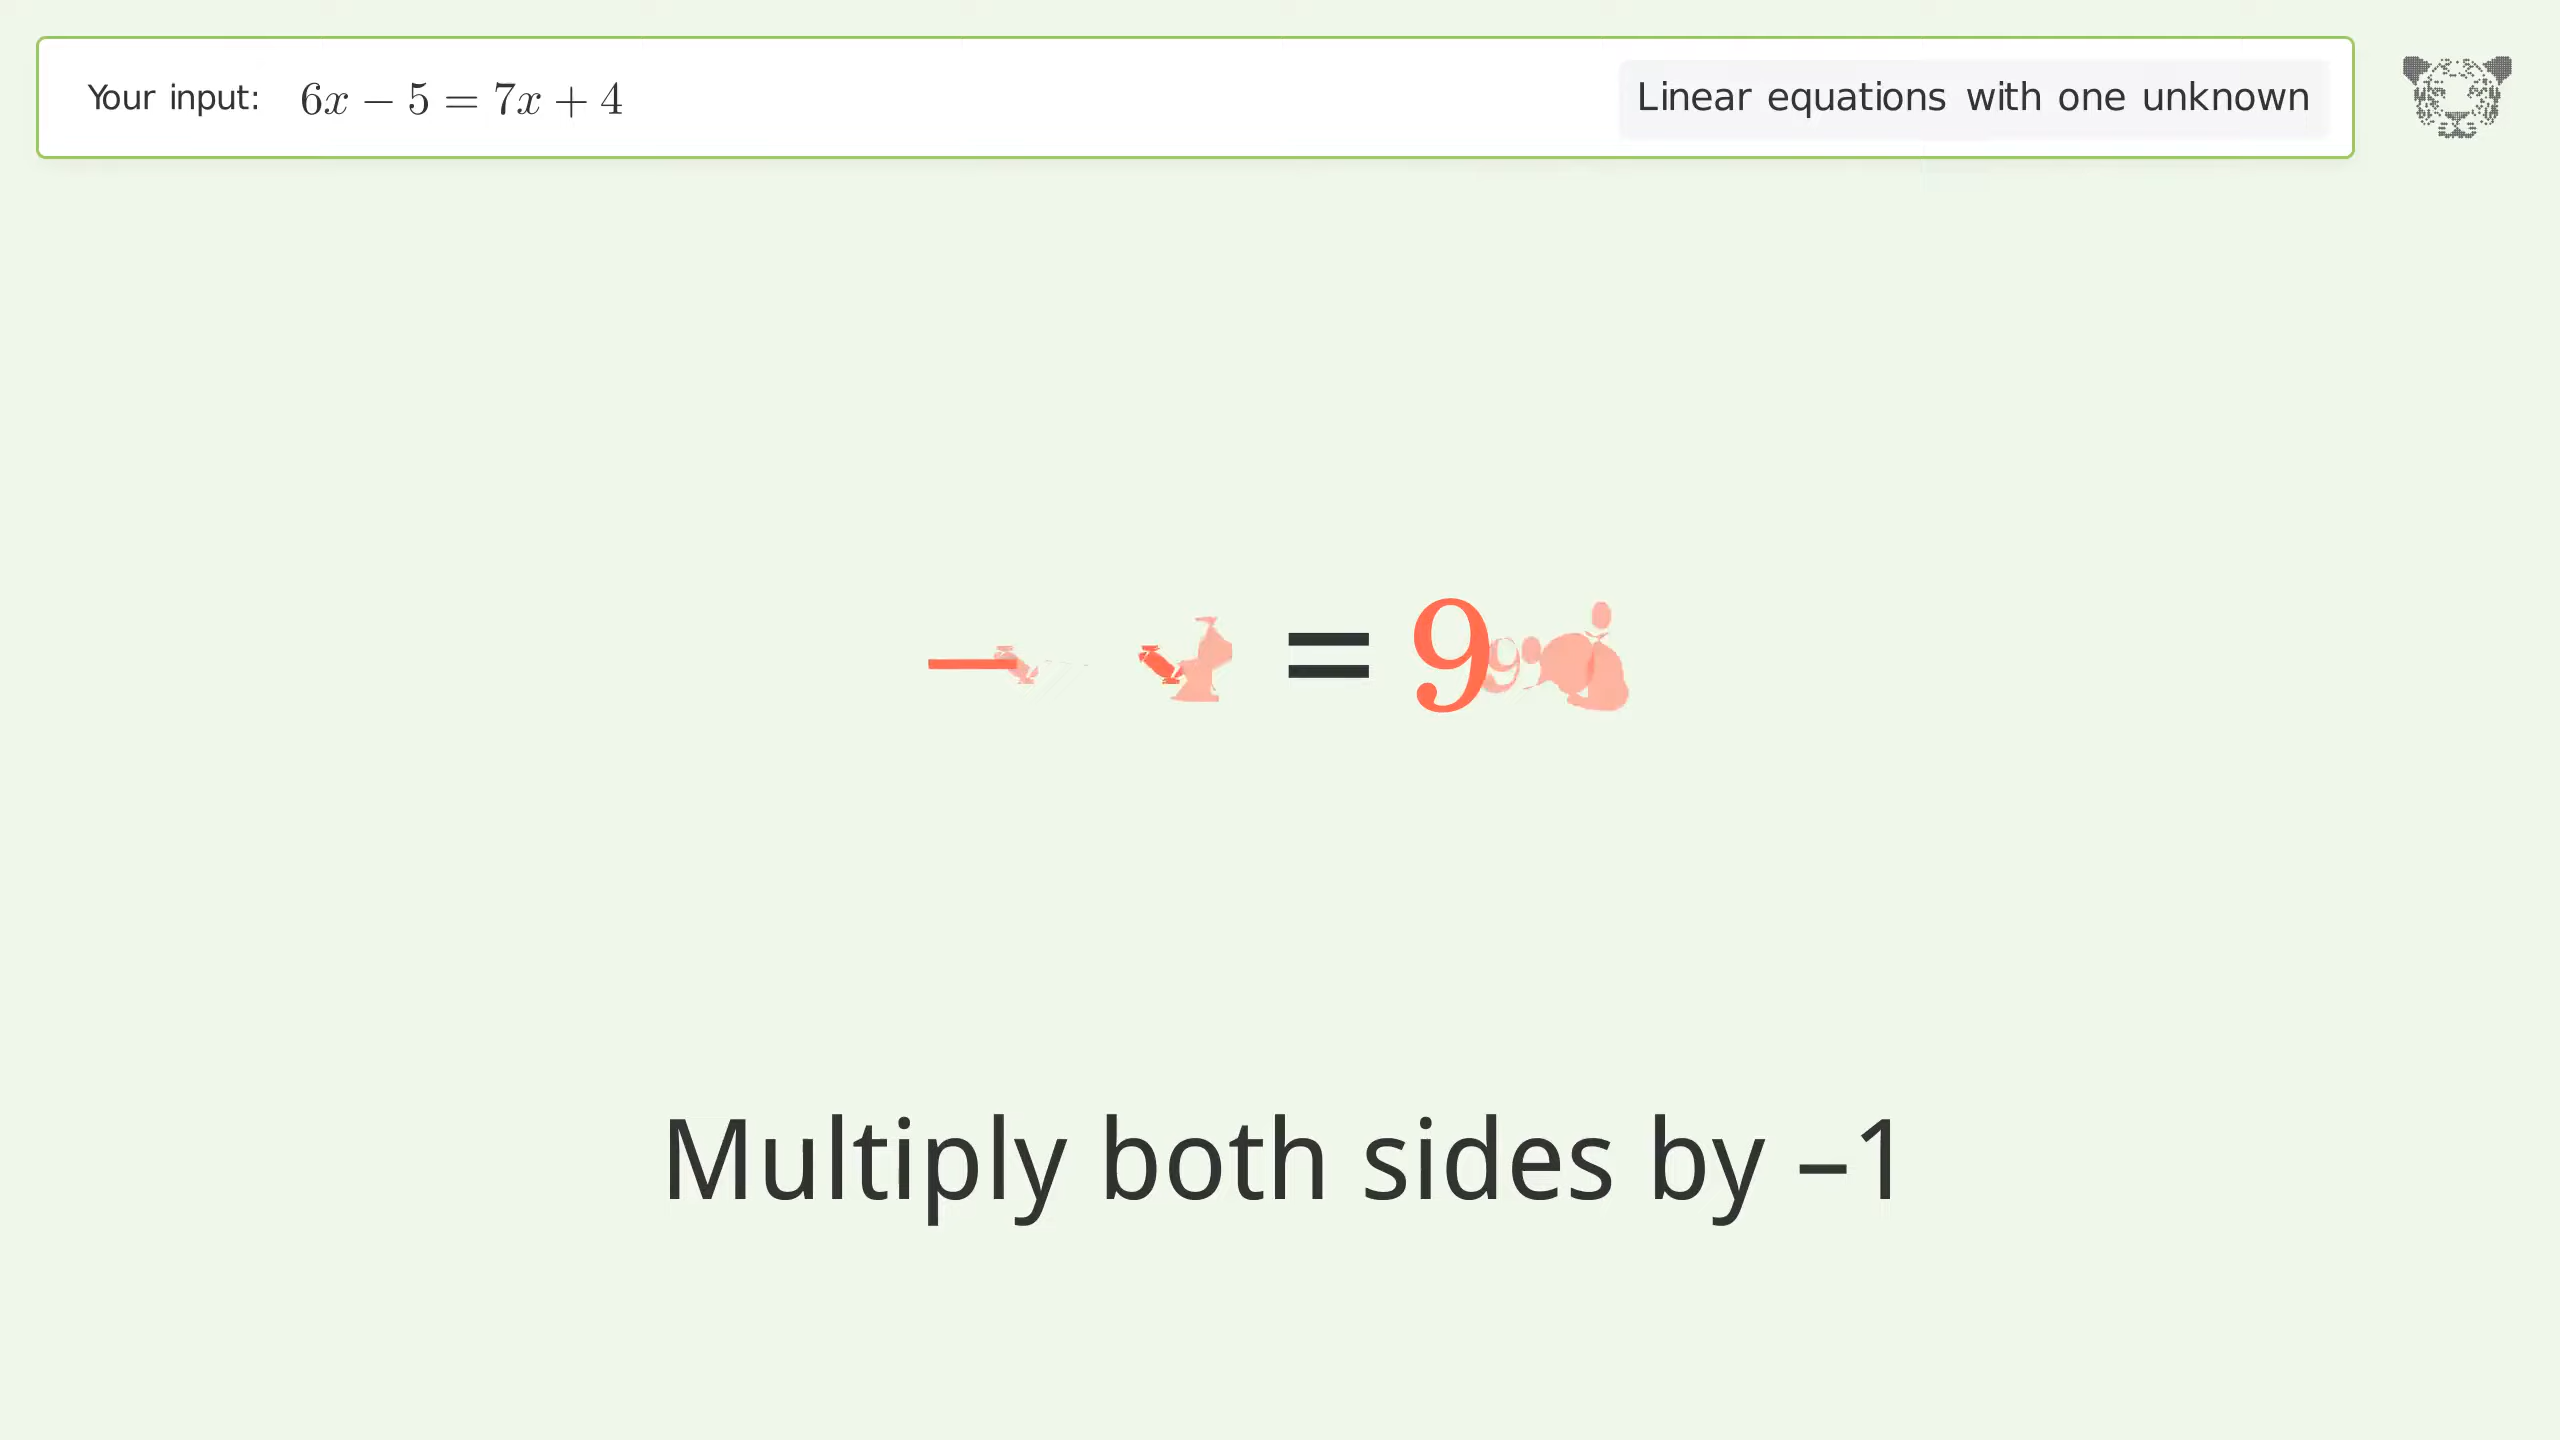 Your input: 6x − 5 = 7x + 4
Linear equations with one unknown
− = 9
Multiply both sides by –1